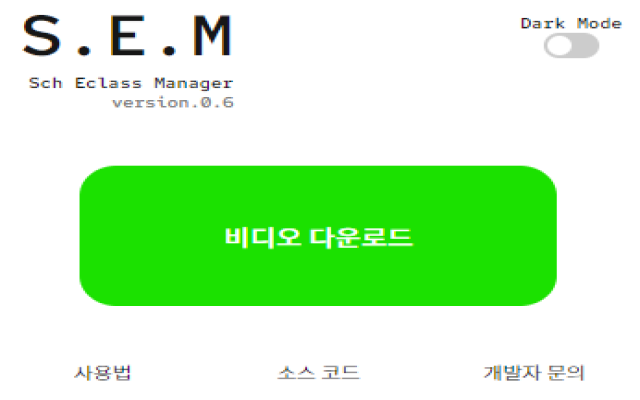 S.E.M
Dark Mode
Sch Eclass Manager
version.0.6
비디오 다운로드
사용법
소스 코드
개발자 문의